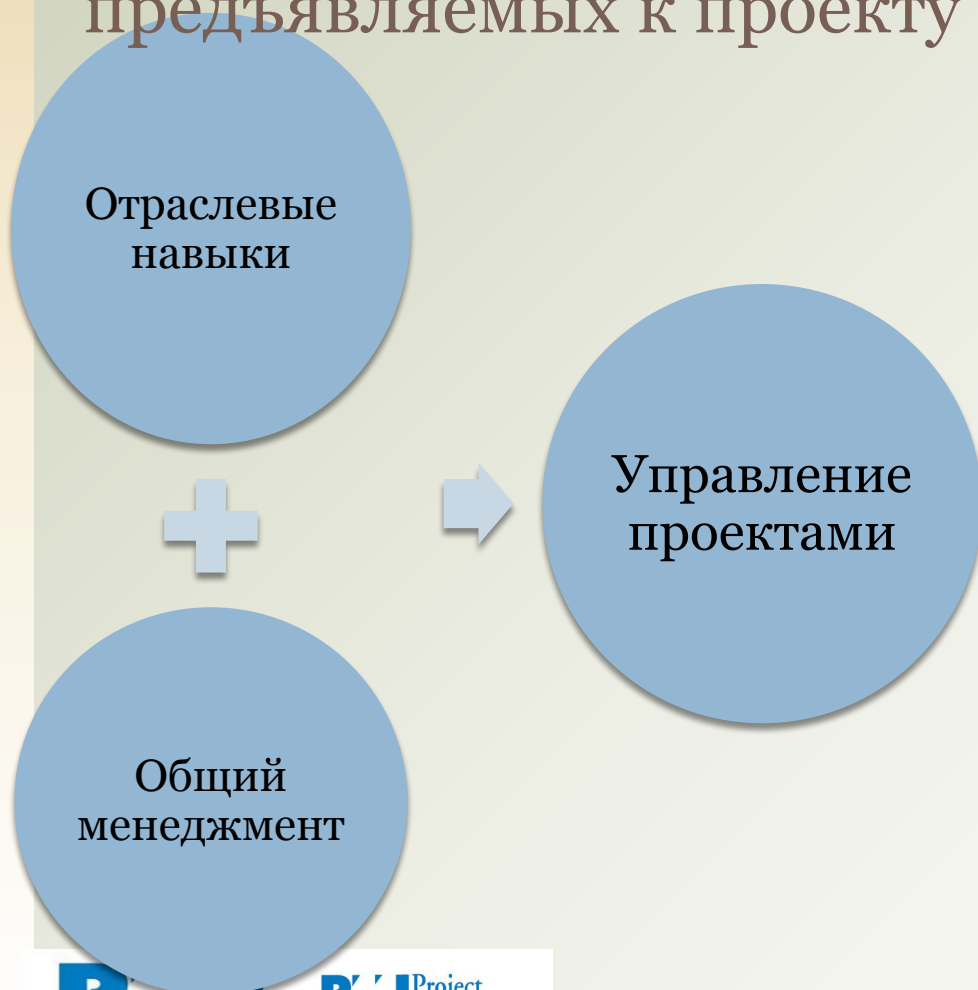 предъявляемых к проекту
Отраслевые
навыки
Управление
проектами
Общий
менеджмент
Project